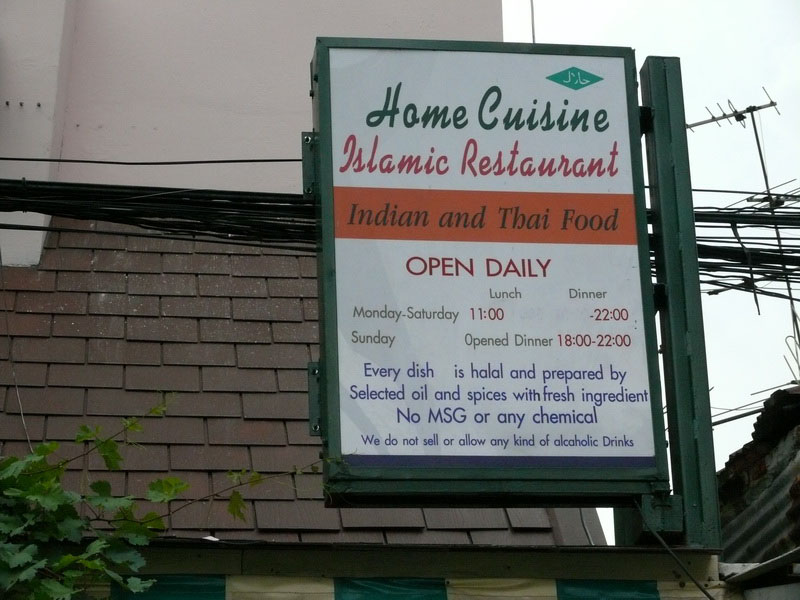 حلال
Home Cuisine
Islamic Restaurant
Indian and Thai Food
OPEN DAILY
Lunch Dinner
Monday-Saturday 11:00 -22:00
Sunday Opened Dinner 18:00-22:00
Every dish is halal and prepared by
Selected oil and spices with fresh ingredient
No MSG or any chemical
We do not sell or allow any kind of alcaholic Drinks